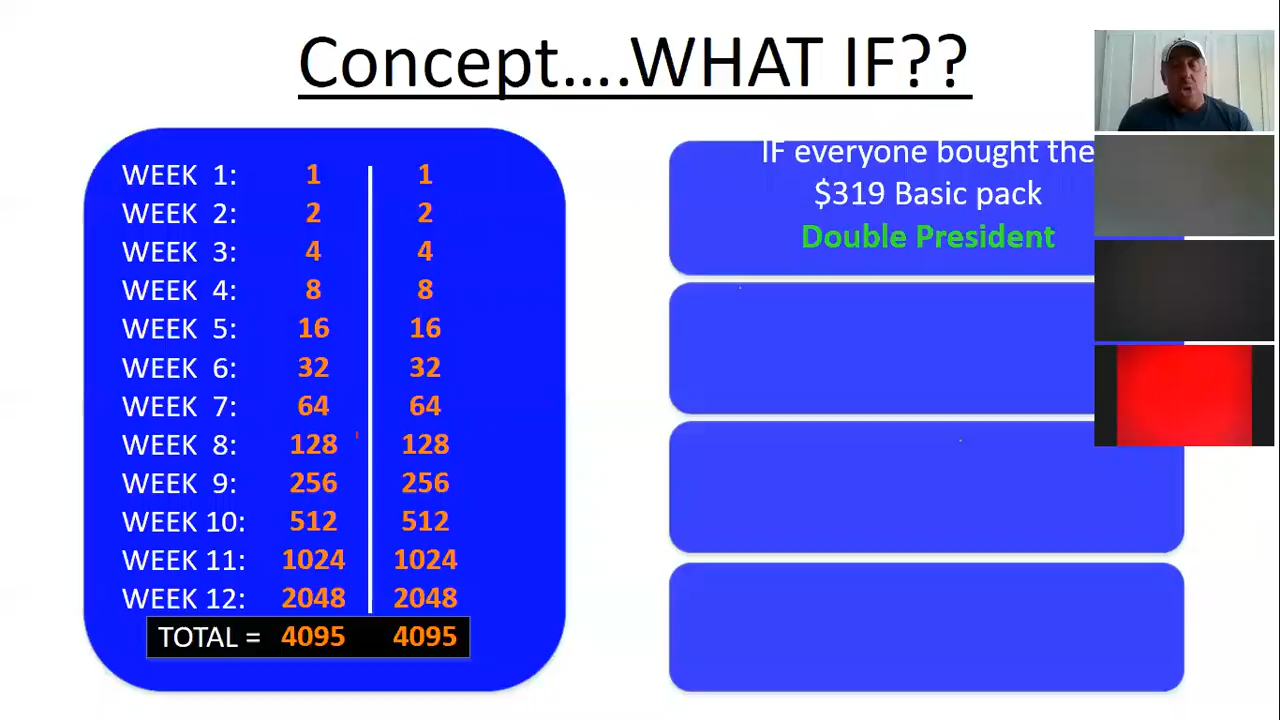 Concept....WHAT IF??
WEEK 1: 1 1
WEEK 2: 2 2
WEEK 3: 4 4
WEEK 4: 8 8
WEEK 5: 16 16
WEEK 6: 32 32
WEEK 7: 64 64
WEEK 8: 128 128
WEEK 9: 256 256
WEEK 10: 512 512
WEEK 11: 1024 1024
WEEK 12: 2048 2048
TOTAL = 4095 4095
IF everyone bought the
$319 Basic pack
Double President